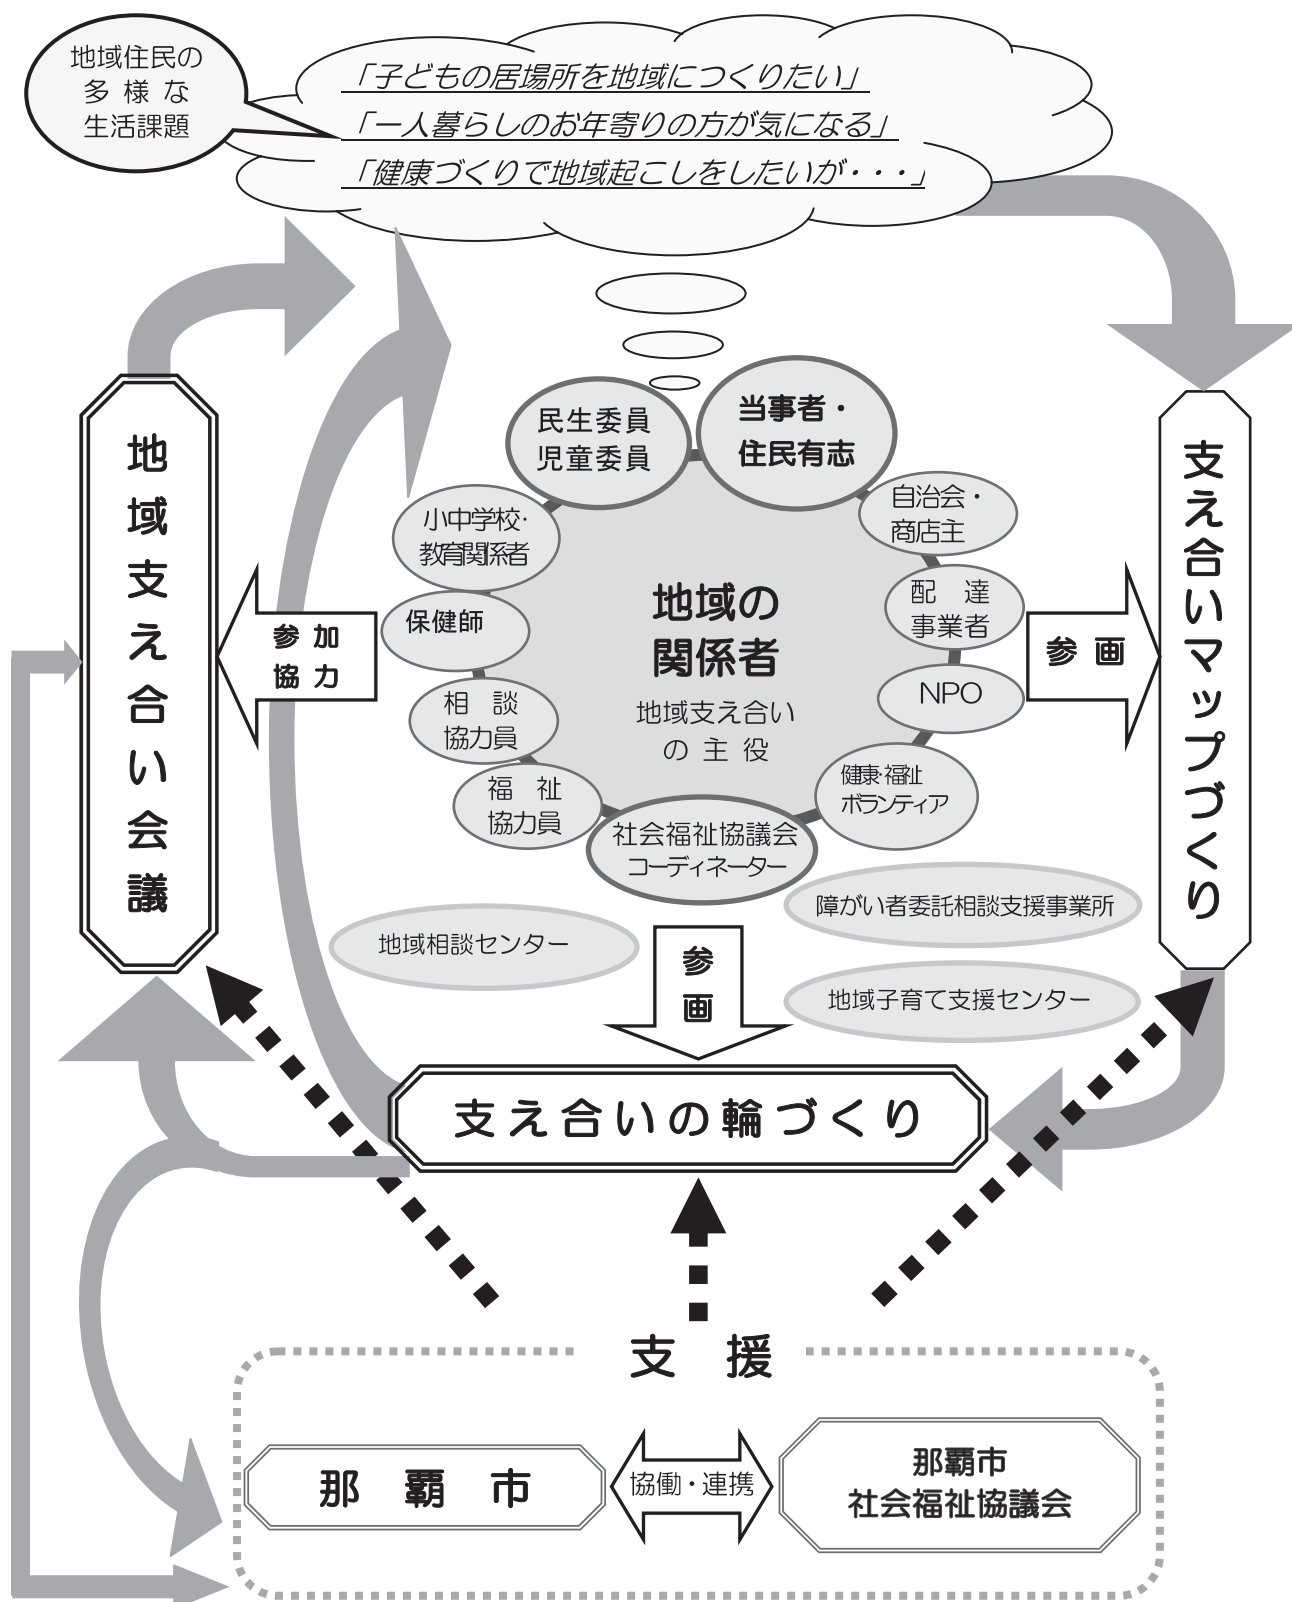 地域住民の
多様な
生活課題
「子どもの居場所を地域につくりたい」
「一人暮らしのお年寄りの方が気になる」
「健康づくりで地域起こしをしたいが・・・」
民生委員
児童委員
当事者・
住民有志
小中学校・
教育関係者
自治会・
商店主
保健師
配達
事業者
相談
協力員
NPO
福祉
協力員
健康・福祉
ボランティア
社会福祉協議会
コーディネーター
地域の
関係者
地域支え合い
の主役
地域支え合い会議
参加
協力
参画
支え合いマップづくり
障がい者委託相談支援事業所
地域相談センター
参
画
地域子育て支援センター
支え合いの輪づくり
支援
那覇市
協働・連携
那覇市
社会福祉協議会